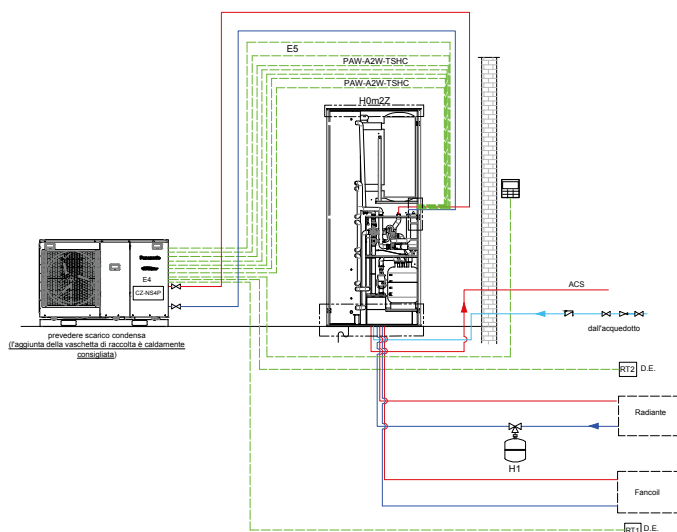 E5
PAW-A2W-TSHC
PAW-A2W-TSHC
H0m2Z
Panasonic
E4
CZ-NS4P
ACS
dall'acquedotto
prevedere scarico condensa
(l'aggiunta della vaschetta di raccolta è caldamente
consigliata)
RT2 D.E.
Radiante
H1
Fancoil
RT1 D.E.